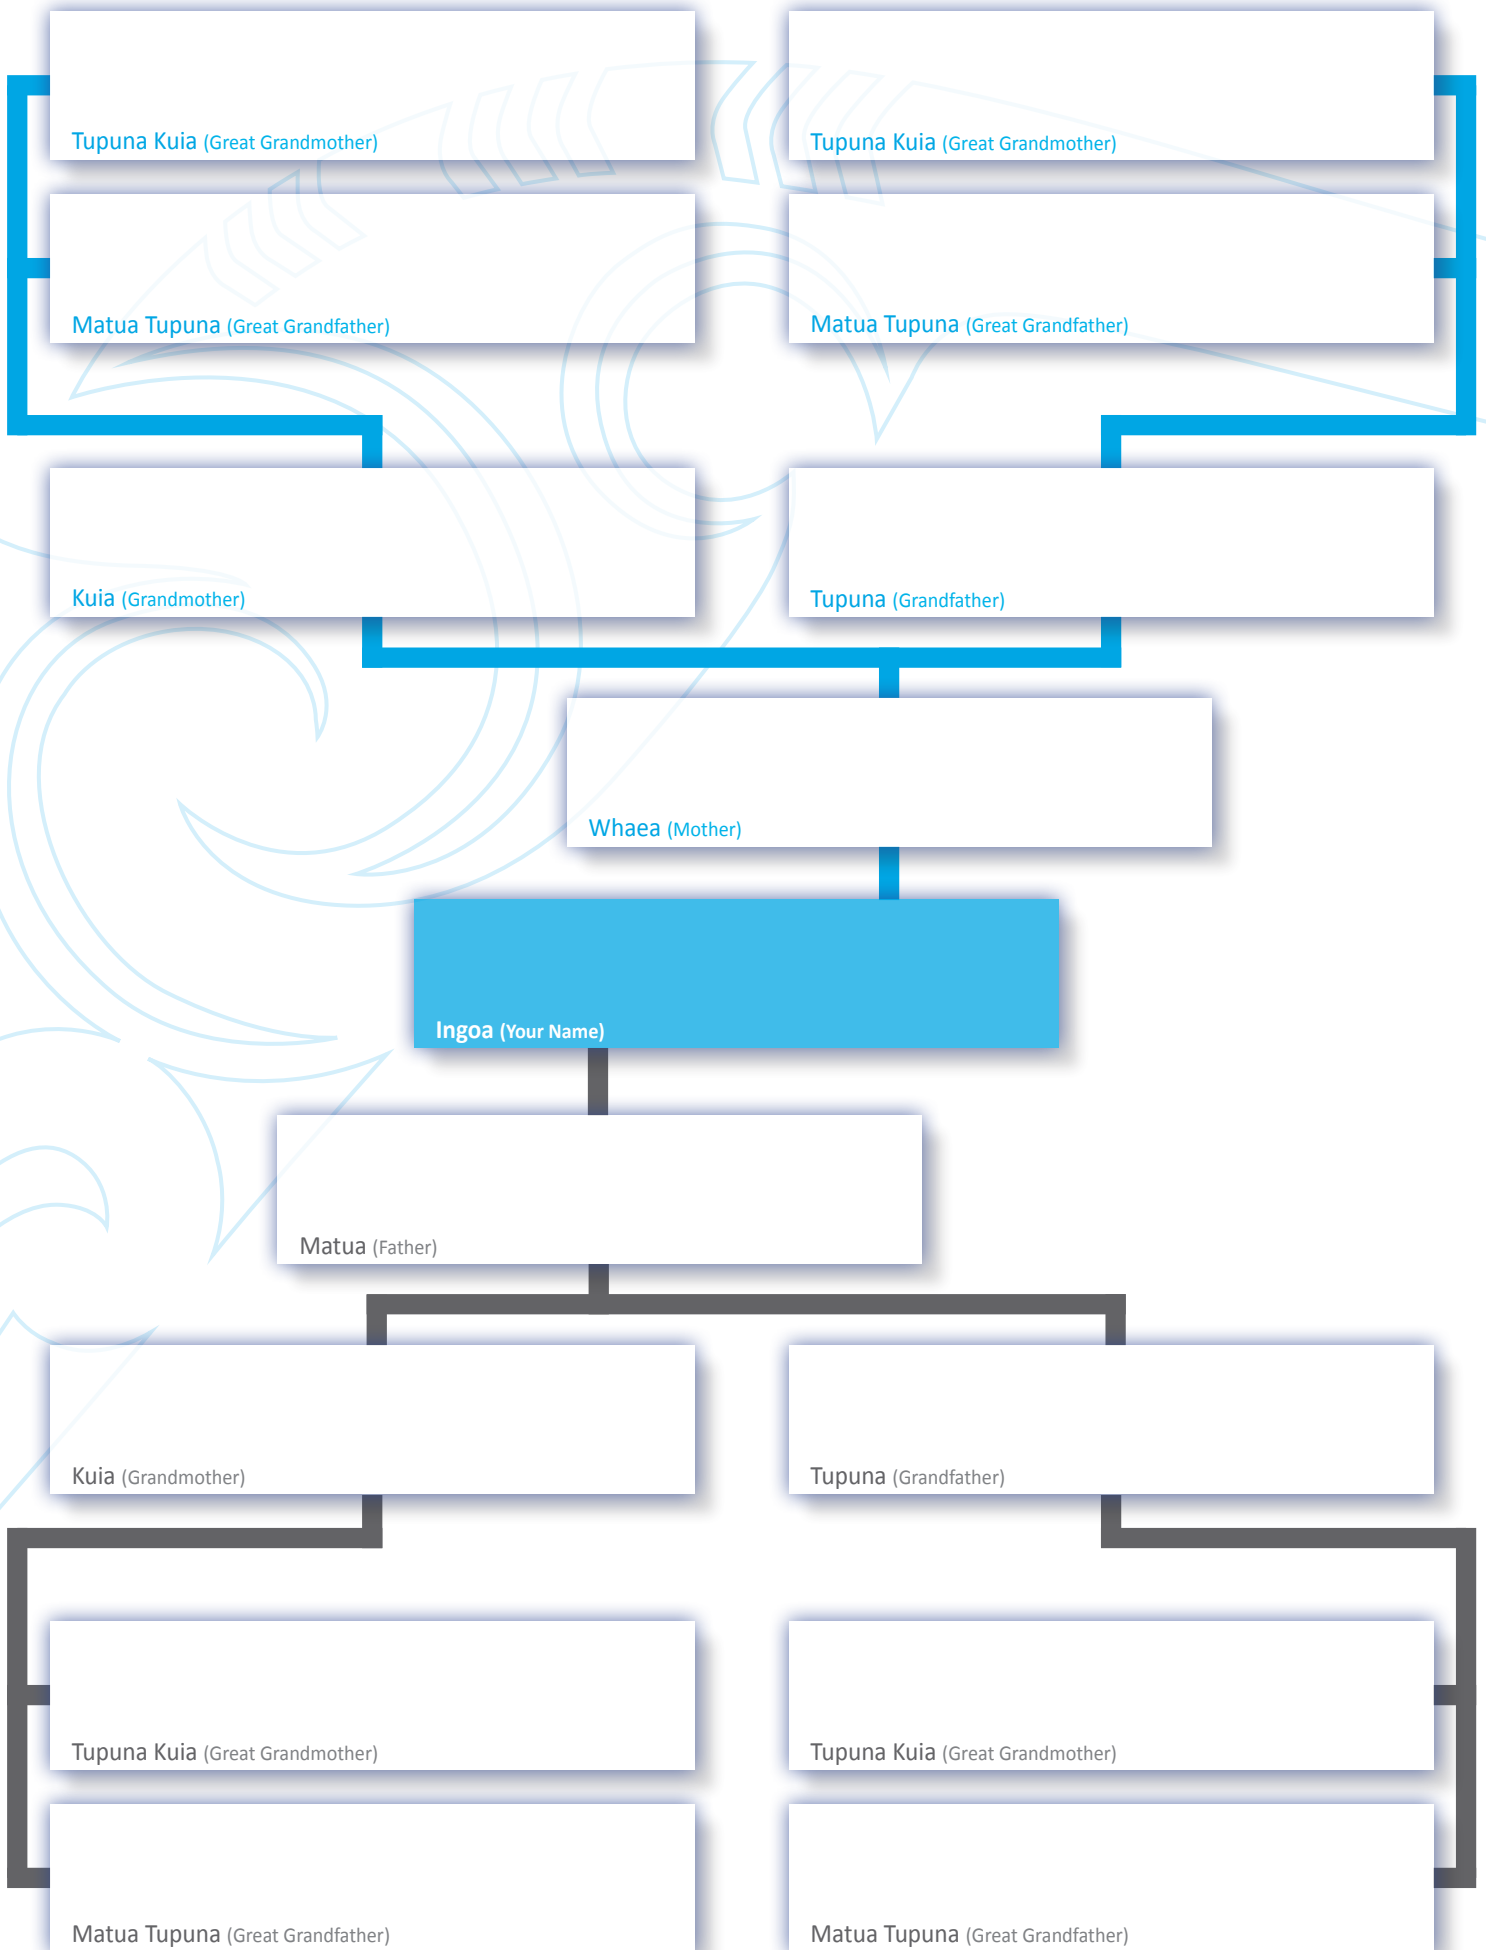 Tupuna Kuia (Great Grandmother)
Tupuna Kuia (Great Grandmother)
Matua Tupuna (Great Grandfather)
Matua Tupuna (Great Grandfather)
Kuia (Grandmother)
Tupuna (Grandfather)
Whaea (Mother)
Ingoa (Your Name)
Matua (Father)
Kuia (Grandmother)
Tupuna (Grandfather)
Tupuna Kuia (Great Grandmother)
Tupuna Kuia (Great Grandmother)
Matua Tupuna (Great Grandfather)
Matua Tupuna (Great Grandfather)